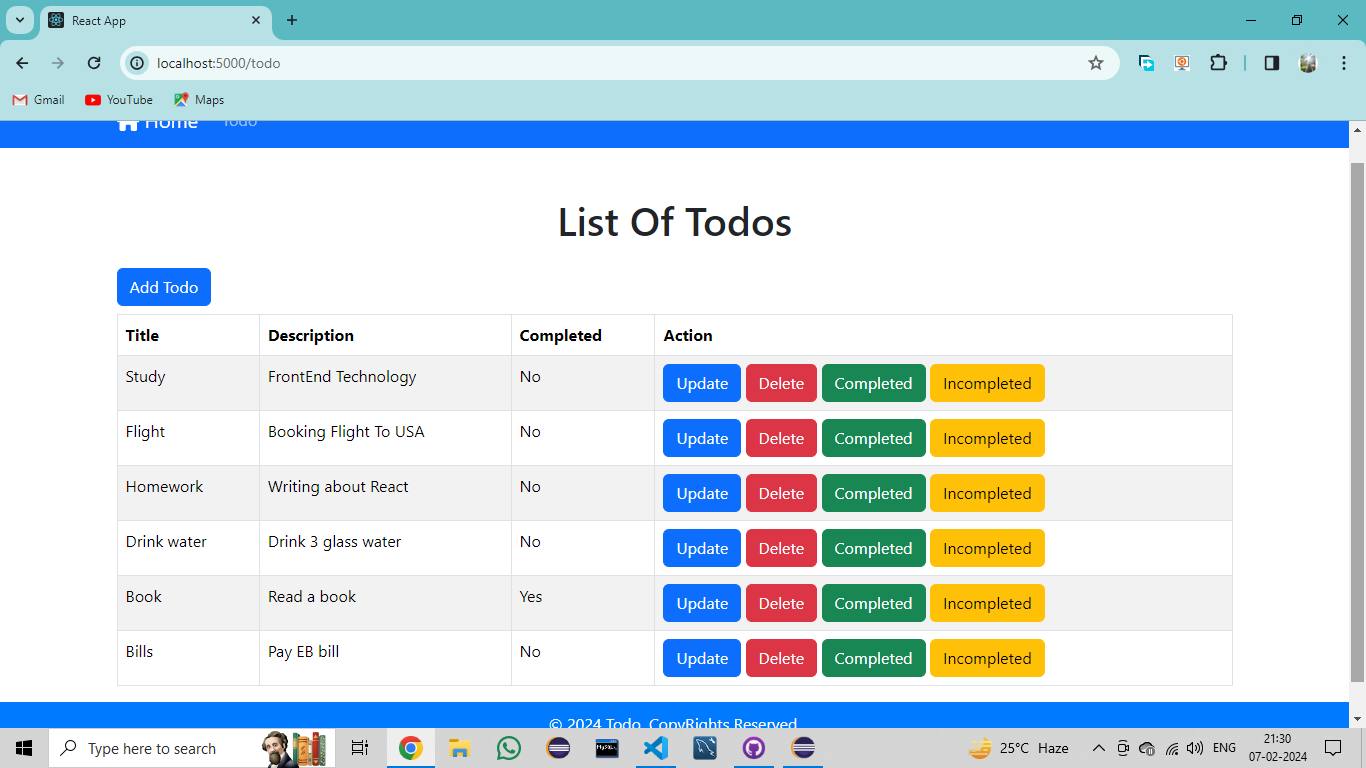 React App
localhost:5000/todo
Gmail YouTube Maps
Home Todo
List Of Todos
Add Todo
Title Description Completed Action
Study FrontEnd Technology No Update Delete Completed Incompleted
Flight Booking Flight To USA No Update Delete Completed Incompleted
Homework Writing about React No Update Delete Completed Incompleted
Drink water Drink 3 glass water No Update Delete Completed Incompleted
Book Read a book Yes Update Delete Completed Incompleted
Bills Pay EB bill No Update Delete Completed Incompleted
© 2024 Todo, CopyRights Reserved
Type here to search 25°C Haze ENG 21:30
07-02-2024